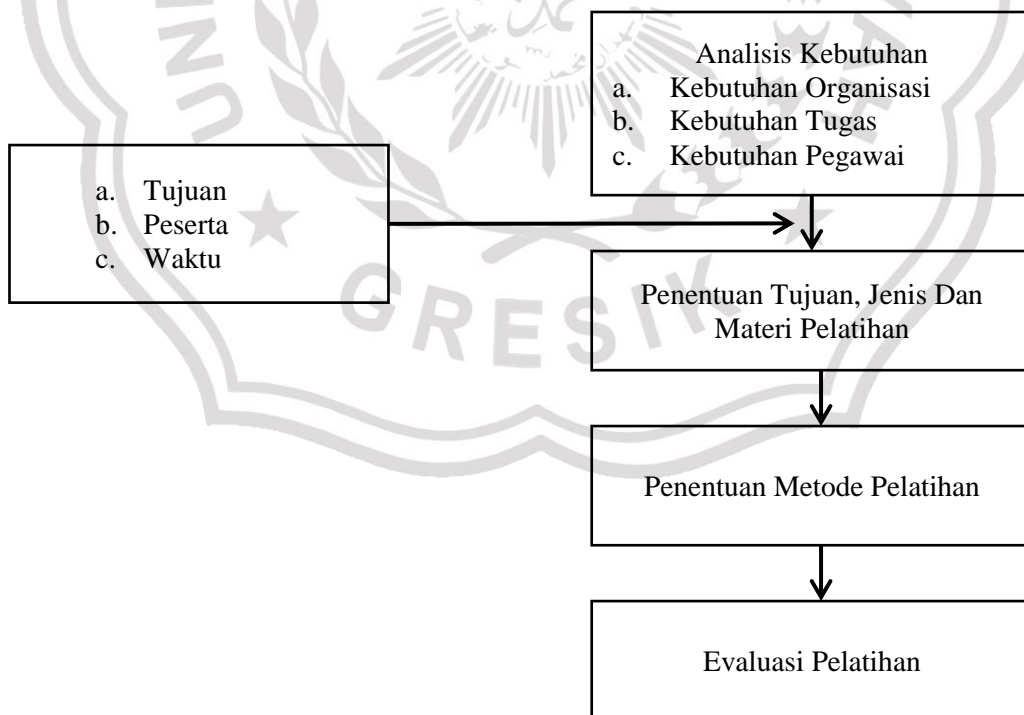 Analisis Kebutuhan
a. Kebutuhan Organisasi
b. Kebutuhan Tugas
c. Kebutuhan Pegawai
a. Tujuan
b. Peserta
c. Waktu
Penentuan Tujuan, Jenis Dan
Materi Pelatihan
Penentuan Metode Pelatihan
Evaluasi Pelatihan
GRESIK